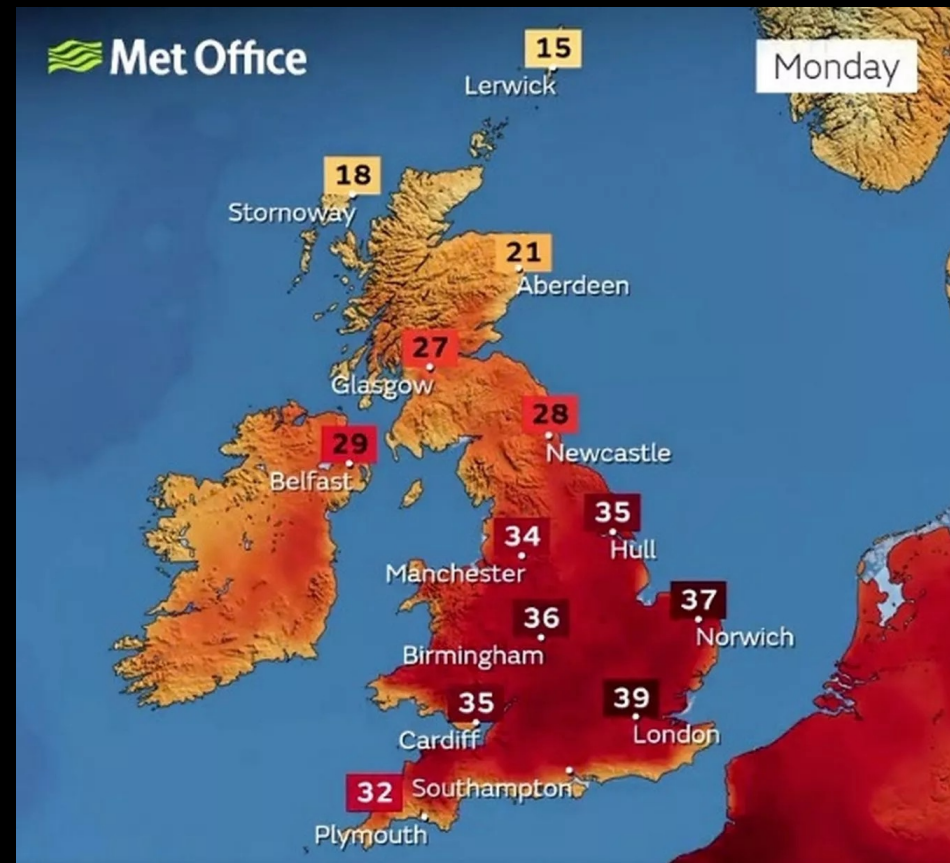 Met Office
Monday
15
Lerwick
18
Stornoway
21
Aberdeen
27
Glasgow
28
Newcastle
29
Belfast
35
Hull
34
Manchester
37
Norwich
36
Birmingham
39
London
35
Cardiff
Southampton
32
Plymouth